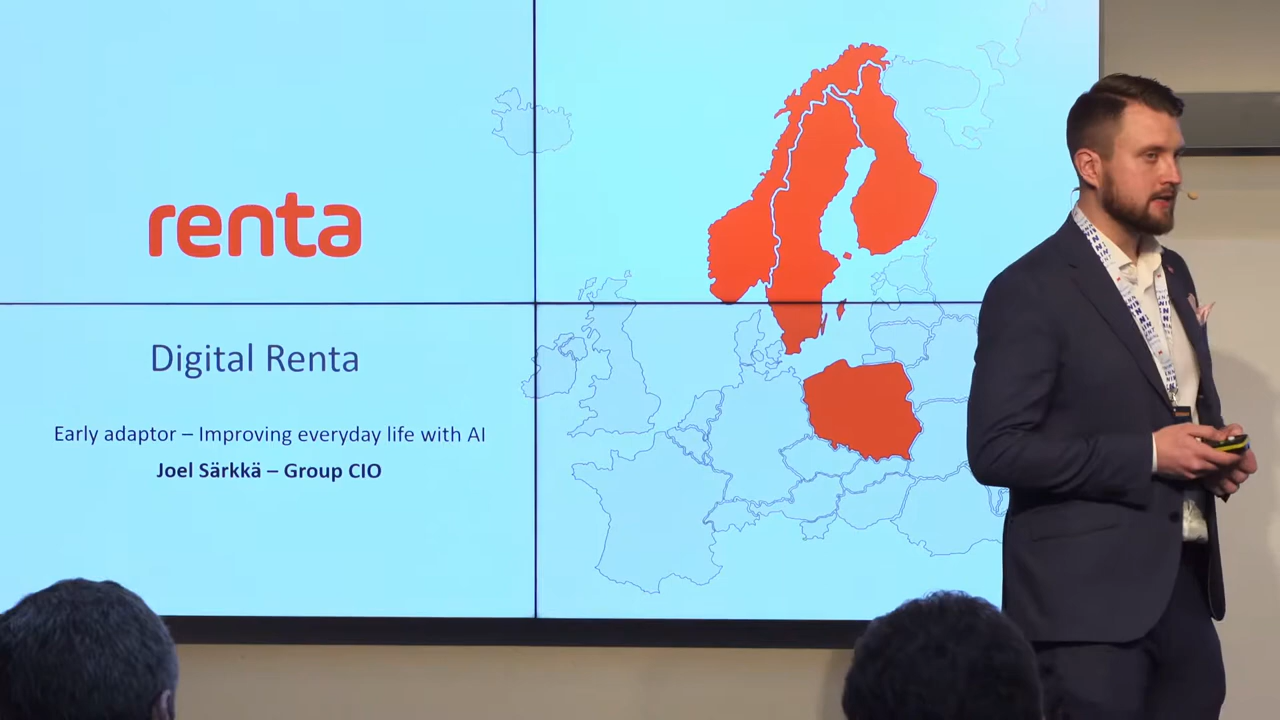 renta
Digital Renta
Early adaptor – Improving everyday life with AI
Joel Särkkä – Group CIO